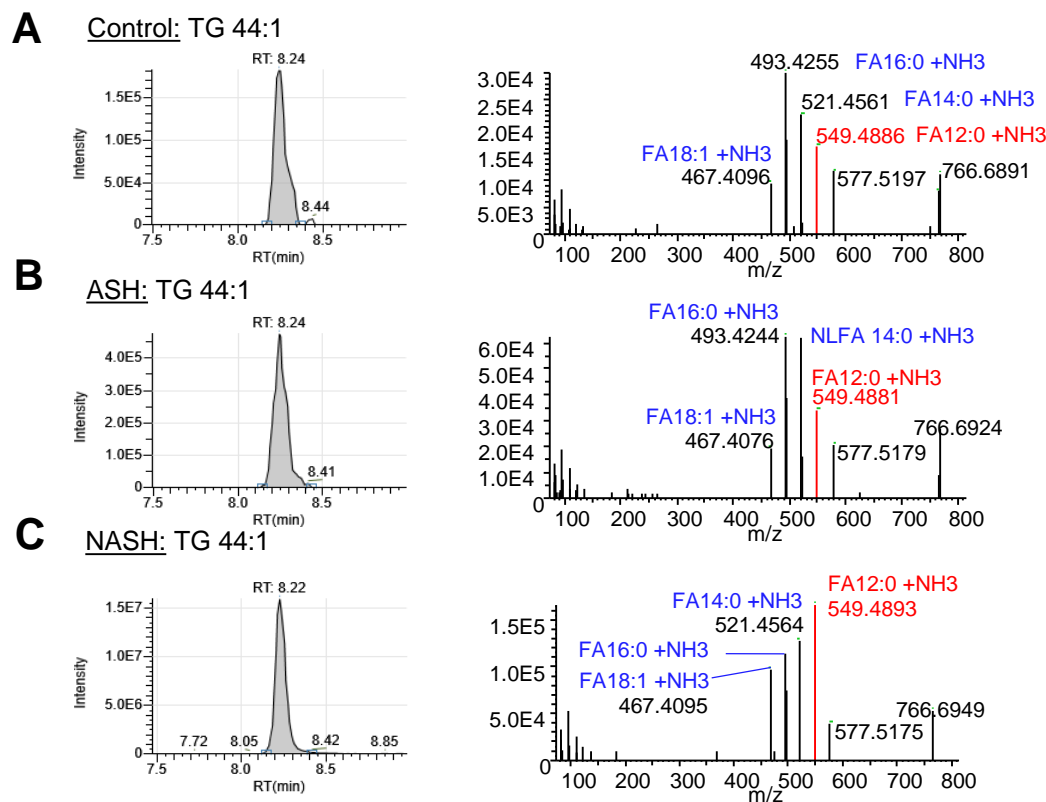 A
Control: TG 44:1
RT: 8.24
1.5E5
1.0E5
5.0E4
0
Intensity
8.44
7.5 8.0 8.5
RT(min)
3.0E4
2.5E4
2.0E4
1.5E4
1.0E4
5.0E3
0
493.4255 FA16:0 +NH3
521.4561 FA14:0 +NH3
549.4886 FA12:0 +NH3
FA18:1 +NH3
467.4096
577.5197
766.6891
100 200 300 400 500 600 700 800
m/z
B
ASH: TG 44:1
RT: 8.24
4.0E5
3.0E5
2.0E5
1.0E5
0
Intensity
8.41
7.5 8.0 8.5
RT(min)
6.0E4
5.0E4
4.0E4
3.0E4
2.0E4
1.0E4
0
FA16:0 +NH3
493.4244
NLFA 14:0 +NH3
FA12:0 +NH3
549.4881
FA18:1 +NH3
467.4076
577.5179
766.6924
100 200 300 400 500 600 700 800
m/z
C
NASH: TG 44:1
RT: 8.22
1.5E7
1.0E7
5.0E6
0
Intensity
7.72 8.05 8.42 8.85
7.5 8.0 8.5
RT(min)
1.5E5
1.0E5
5.0E4
0
FA12:0 +NH3
549.4893
FA14:0 +NH3
521.4564
FA16:0 +NH3
FA18:1 +NH3
467.4095
577.5175
766.6949
100 200 300 400 500 600 700 800
m/z